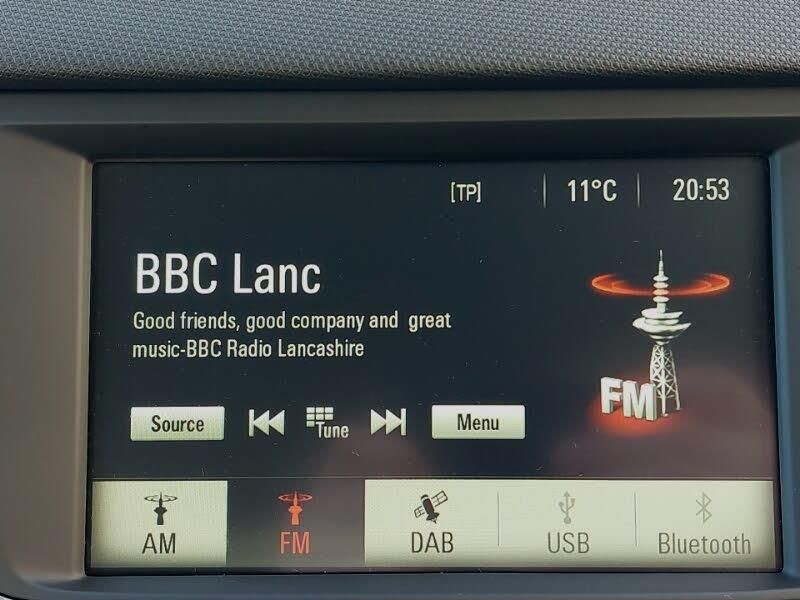 [TP] 11°C 20:53
BBC Lanc
Good friends, good company and great
music-BBC Radio Lancashire
FM
Source Tune Menu
AM FM DAB USB Bluetooth